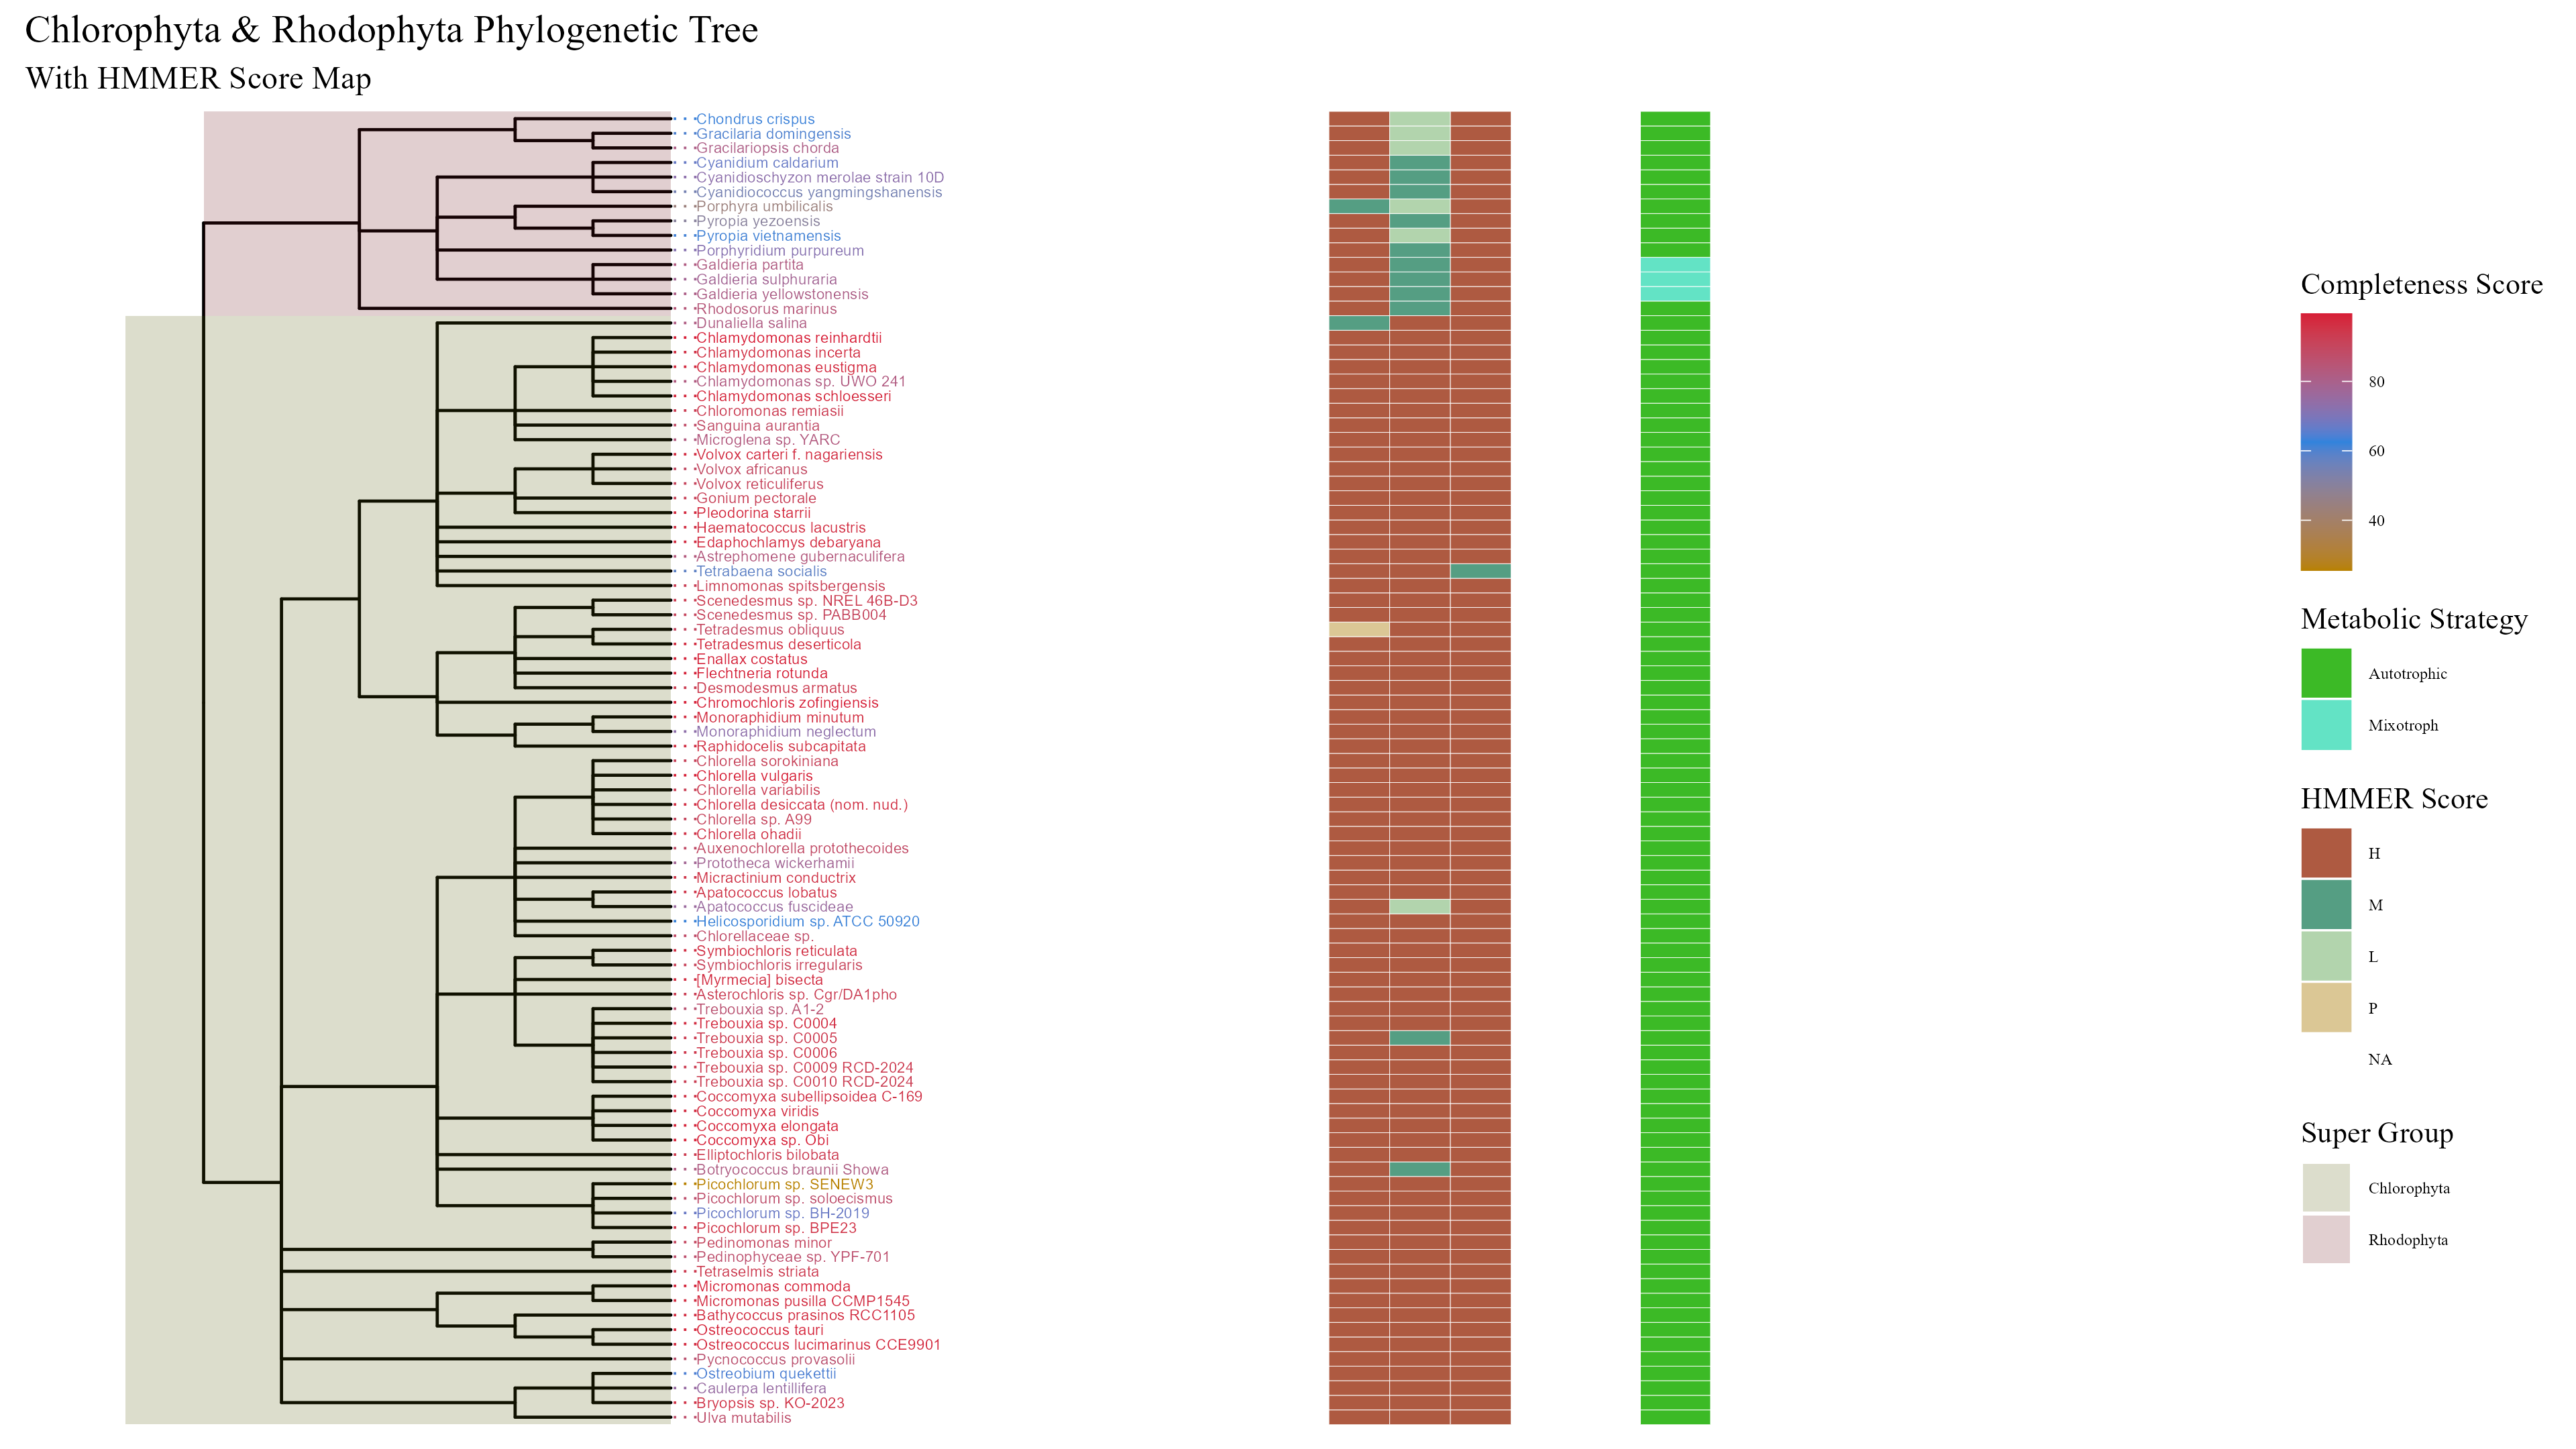 Chlorophyta & Rhodophyta Phylogenetic Tree
With HMMER Score Map
Chondrus crispus
Gracilaria domingensis
Gracilariopsis chorda
Cyanidium caldarium
Cyanidioschyzon merolae strain 10D
Cyanidiococcus yangmingshanensis
Porphyra umbilicalis
Pyropia yezoensis
Pyropia vietnamensis
Porphyridium purpureum
Galdieria partita
Galdieria sulphuraria
Galdieria yellowstonensis
Rhodosorus marinus
Dunaliella salina
Chlamydomonas reinhardtii
Chlamydomonas incerta
Chlamydomonas eustigma
Chlamydomonas sp. UWO 241
Chlamydomonas schloesseri
Chloromonas remiasii
Sanguina aurantia
Microglena sp. YARC
Volvox carteri f. nagariensis
Volvox africanus
Volvox reticuliferus
Gonium pectorale
Pleodorina starrii
Haematococcus lacustris
Edaphochlamys debaryana
Astrephomene gubernaculifera
Tetrabaena socialis
Limnomonas spitsbergensis
Scenedesmus sp. NREL 46B-D3
Scenedesmus sp. PABB004
Tetradesmus obliquus
Tetradesmus deserticola
Enallax costatus
Flechtneria rotunda
Desmodesmus armatus
Chromochloris zofingiensis
Monoraphidium minutum
Monoraphidium neglectum
Raphidocelis subcapitata
Chlorella sorokiniana
Chlorella vulgaris
Chlorella variabilis
Chlorella desiccata (nom. nud.)
Chlorella sp. A99
Chlorella ohadii
Auxenochlorella protothecoides
Prototheca wickerhamii
Micractinium conductrix
Apatococcus lobatus
Apatococcus fuscideae
Helicosporidium sp. ATCC 50920
Chlorellaceae sp.
Symbiochloris reticulata
Symbiochloris irregularis
[Myrmecia] bisecta
Asterochloris sp. Cgr/DA1pho
Trebouxia sp. A1-2
Trebouxia sp. C0004
Trebouxia sp. C0005
Trebouxia sp. C0006
Trebouxia sp. C0009 RCD-2024
Trebouxia sp. C0010 RCD-2024
Coccomyxa subellipsoidea C-169
Coccomyxa viridis
Coccomyxa elongata
Coccomyxa sp. Obi
Elliptochloris bilobata
Botryococcus braunii Showa
Picochlorum sp. SENEW3
Picochlorum sp. soloecismus
Picochlorum sp. BH-2019
Picochlorum sp. BPE23
Pedinomonas minor
Pedinophyceae sp. YPF-701
Tetraselmis striata
Micromonas commoda
Micromonas pusilla CCMP1545
Bathycoccus prasinos RCC1105
Ostreococcus tauri
Ostreococcus lucimarinus CCE9901
Pycnococcus provasolii
Ostreobium quekettii
Caulerpa lentillifera
Bryopsis sp. KO-2023
Ulva mutabilis
Completeness Score
80
60
40
Metabolic Strategy
Autotrophic
Mixotroph
HMMER Score
H
M
L
P
NA
Super Group
Chlorophyta
Rhodophyta